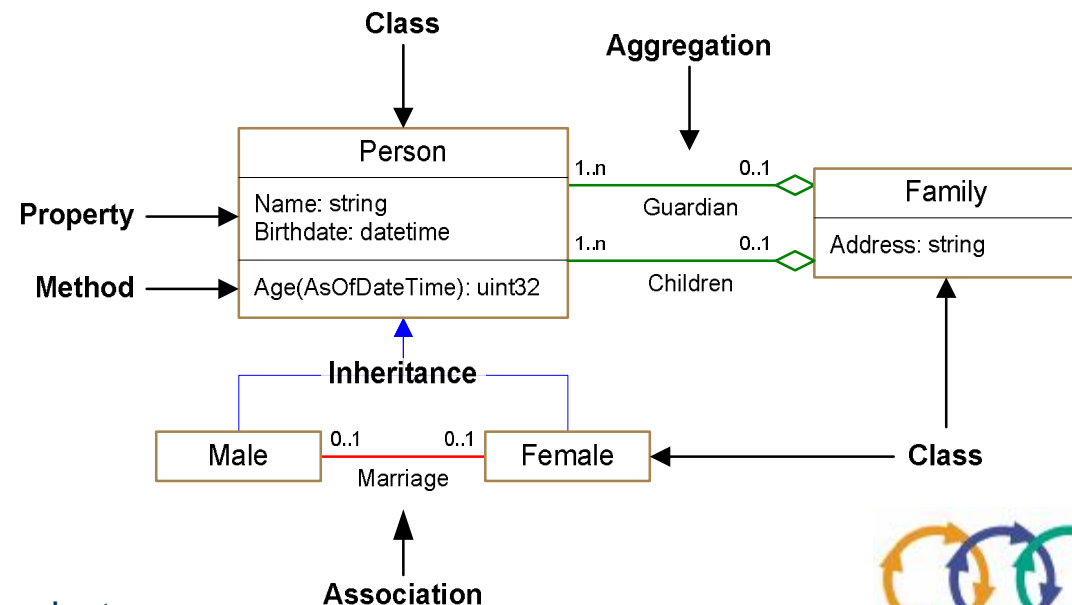 Class
Aggregation
Person
1..n
0..1
Guardian
Family
Property
Name: string
Birthdate: datetime
1..n
0..1
Children
Address: string
Method
Age(AsOfDateTime): uint32
Inheritance
Male
0..1
0..1
Marriage
Female
Class
Association